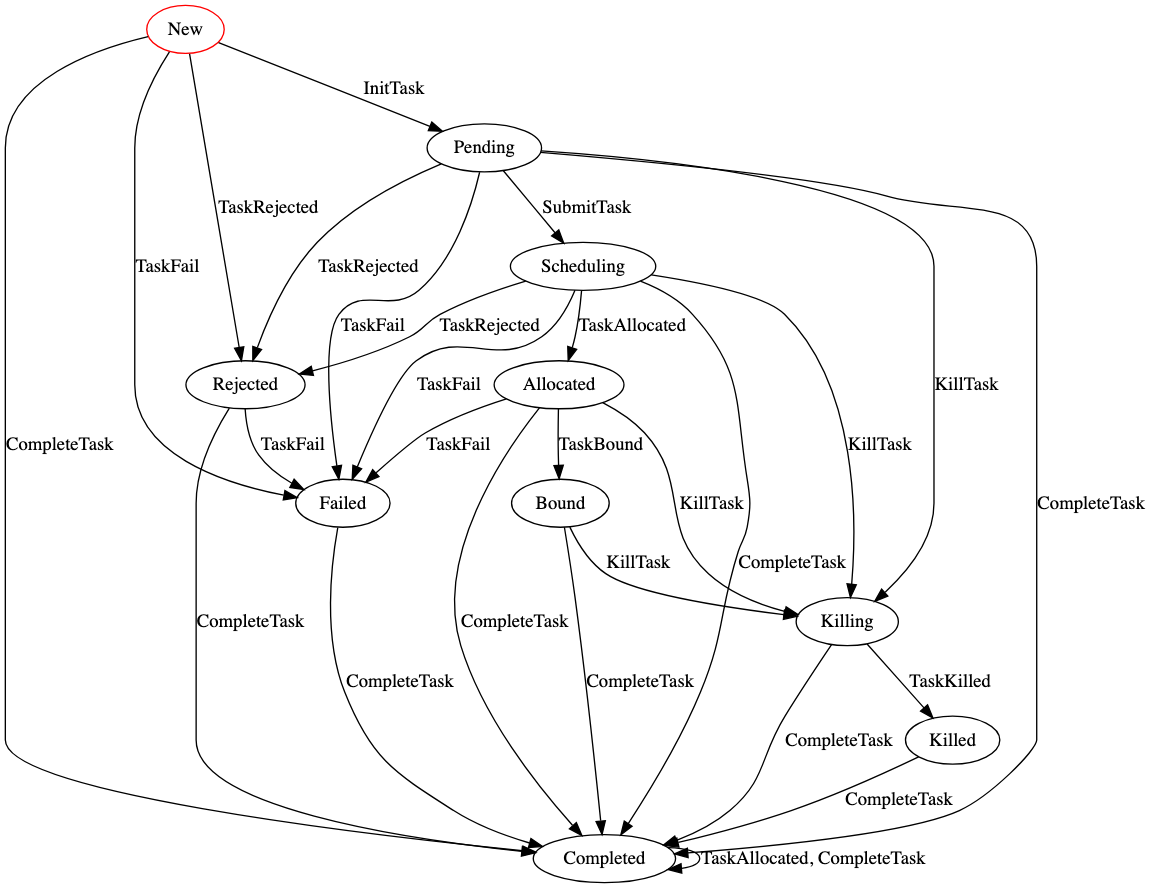 New
InitTask
Pending
TaskRejected
SubmitTask
TaskFail
TaskRejected
Scheduling
TaskFail
TaskRejected
TaskAllocated
Rejected
TaskFail
Allocated
KillTask
CompleteTask
TaskFail
TaskFail
TaskBound
KillTask
Failed
Bound
KillTask
CompleteTask
KillTask
CompleteTask
CompleteTask
CompleteTask
Killing
CompleteTask
CompleteTask
TaskKilled
CompleteTask
Killed
CompleteTask
Completed
TaskAllocated, CompleteTask